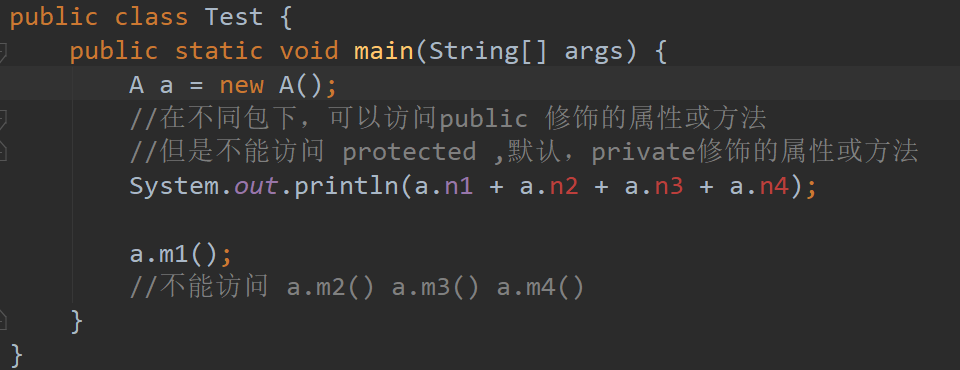 public class Test {
public static void main(String[] args) {
A a = new A();
//在不同包下，可以访问public 修饰的属性或方法
//但是不能访问 protected ,默认，private修饰的属性或方法
System.out.println(a.n1 + a.n2 + a.n3 + a.n4);
a.m1();
//不能访问 a.m2() a.m3() a.m4()
}
}